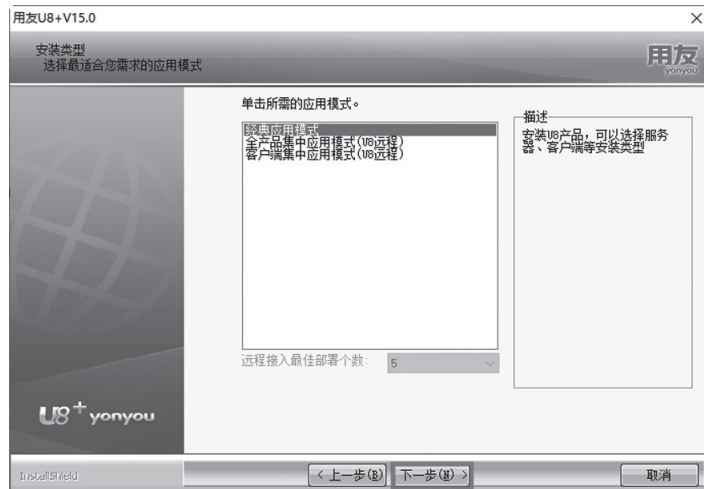 用友U8+V15.0
安装类型
选择最适合您需求的应用模式
用友
yonyou
单击所需的应用模式。
经典应用模式
全产品集中应用模式(U8远程)
客户端集中应用模式(U8远程)
描述
安装U8产品，可以选择服务
器、客户端等安装类型
远程接入最佳部署个数：
5
U8+ yonyou
InstallShield
< 上一步(B)
下一步(N) >
取消